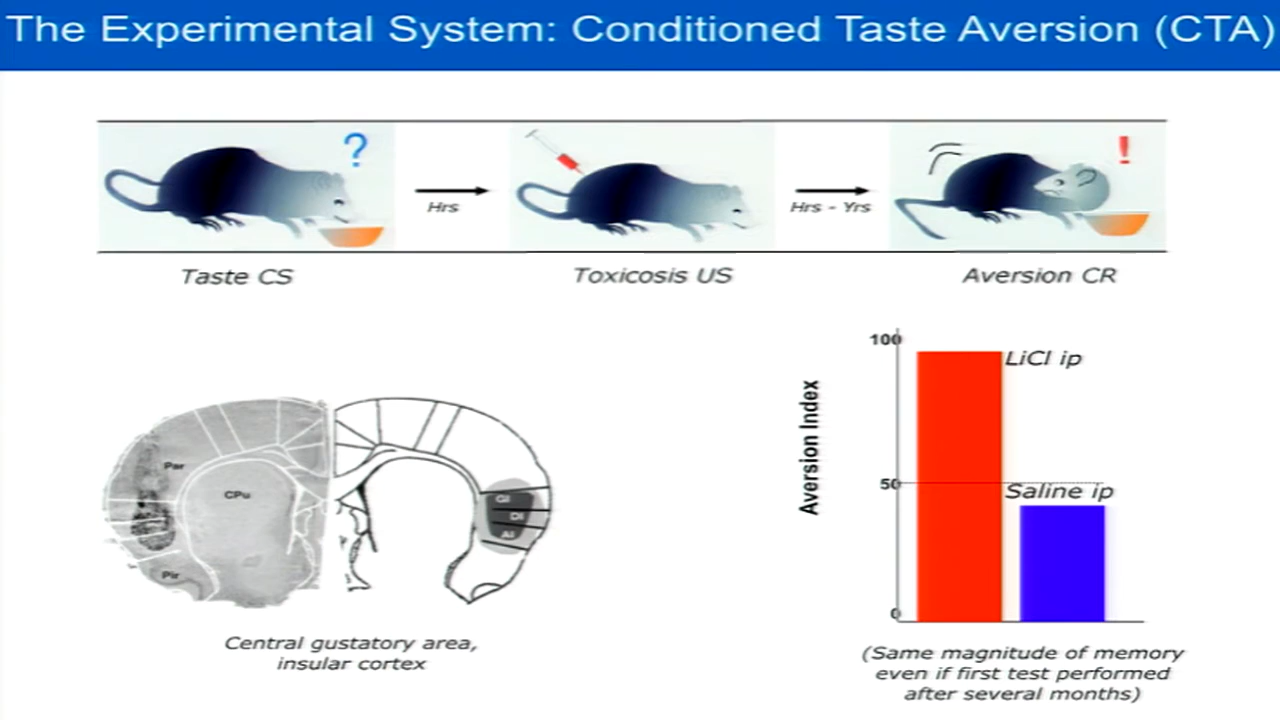 The Experimental System: Conditioned Taste Aversion (CTA)
?
!
Hrs
Hrs - Yrs
Taste CS
Toxicosis US
Aversion CR
Par
CPu
Pir
GI
DI
AI
Central gustatory area,
insular cortex
Aversion Index
100
50
0
LiCl ip
Saline ip
(Same magnitude of memory
even if first test performed
after several months)